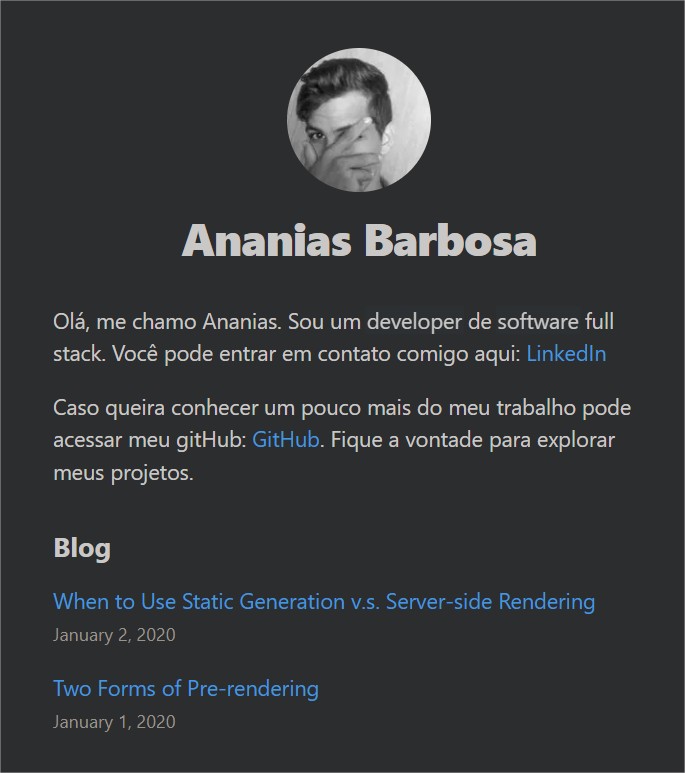 Ananias Barbosa
Olá, me chamo Ananias. Sou um developer de software full
stack. Você pode entrar em contato comigo aqui: LinkedIn
Caso queira conhecer um pouco mais do meu trabalho pode
acessar meu gitHub: GitHub. Fique a vontade para explorar
meus projetos.
Blog
When to Use Static Generation v.s. Server-side Rendering
January 2, 2020
Two Forms of Pre-rendering
January 1, 2020